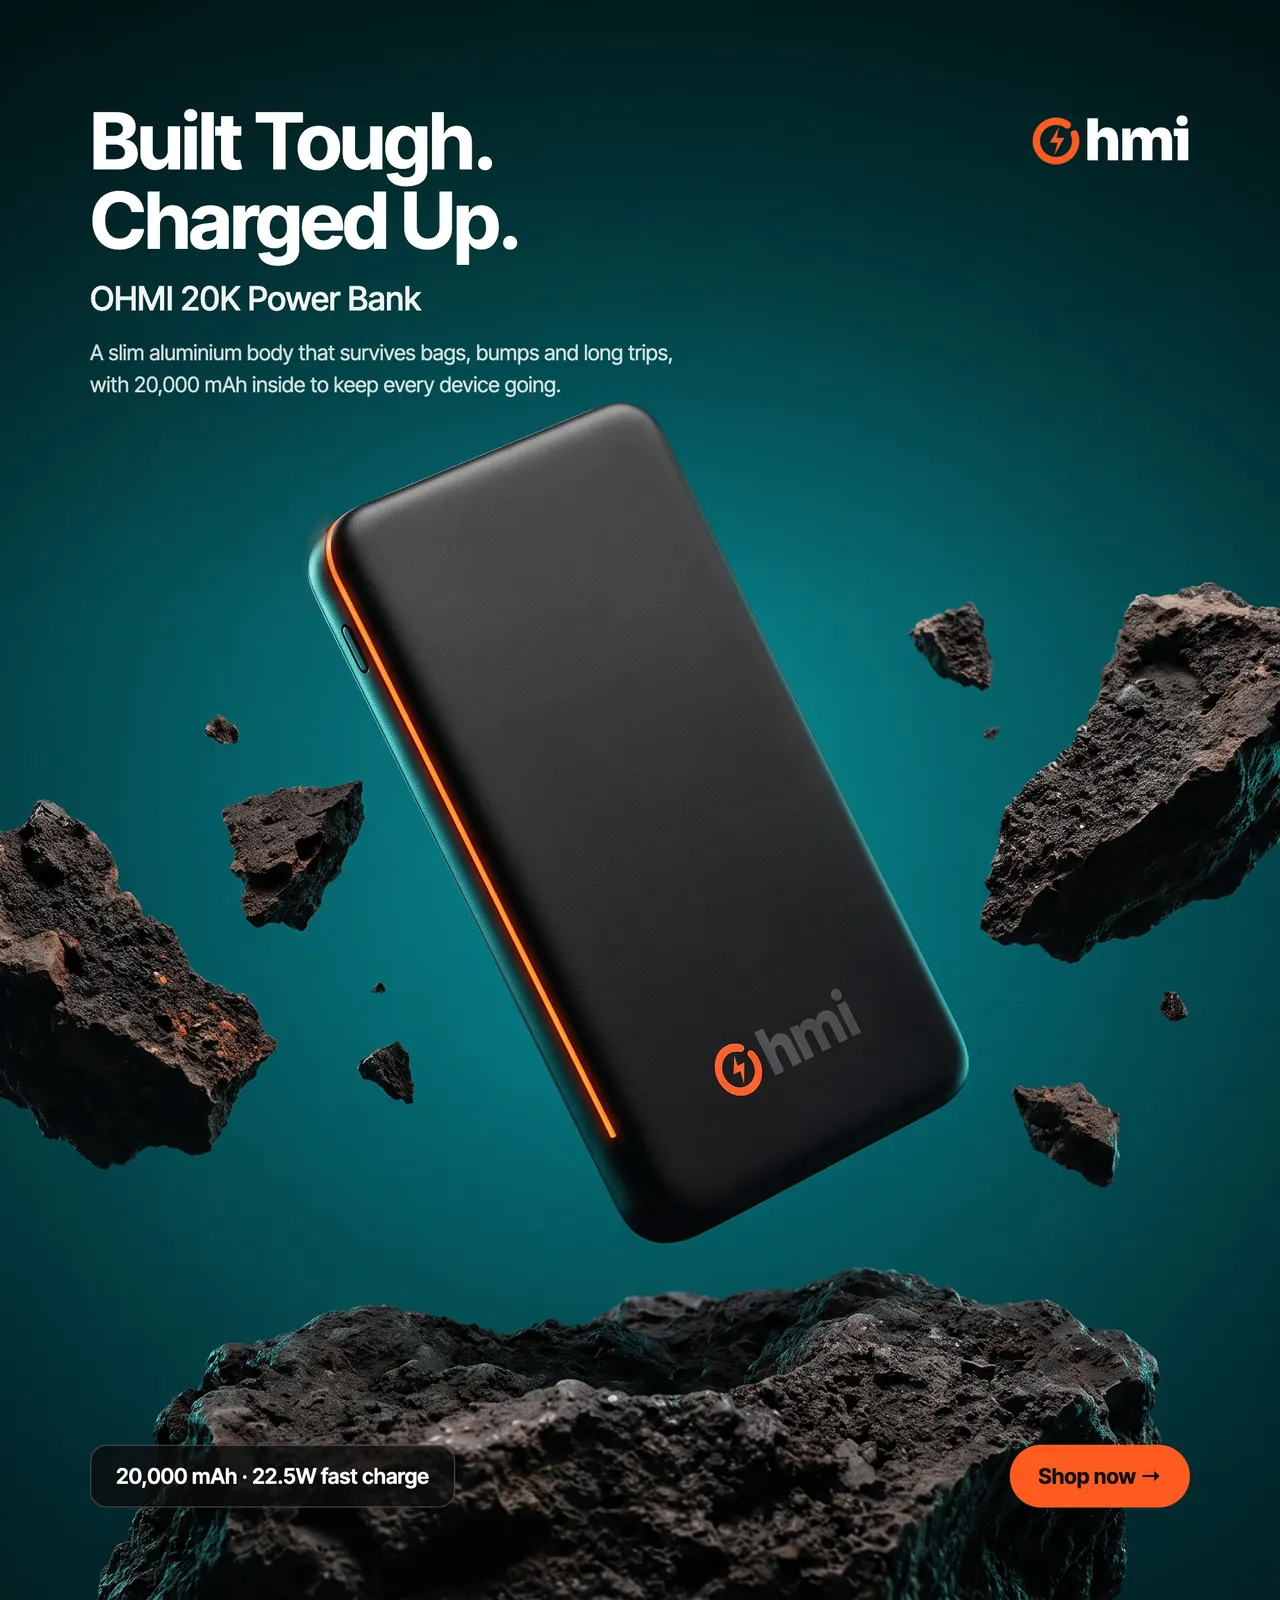 Built Tough.
Charged Up.
Ohmi
OHMI 20K Power Bank
A slim aluminium body that survives bags, bumps and long trips,
with 20,000 mAh inside to keep every device going.
Ohmi
20,000 mAh · 22.5W fast charge
Shop now →